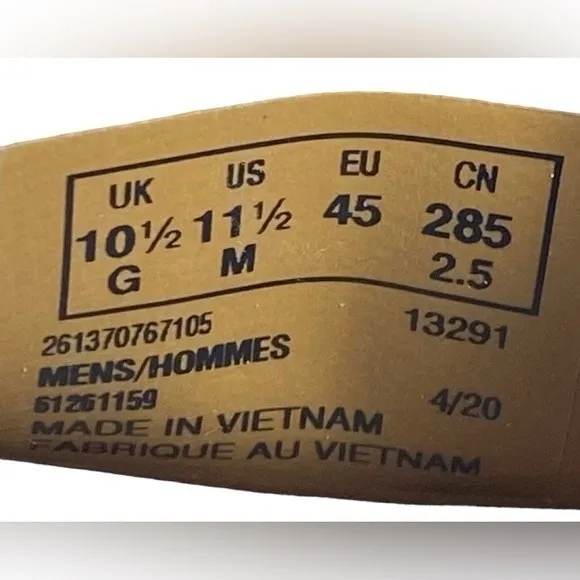 UK US EU CN
10½ 11½ 45 285
G M 2.5
261370767105 13291
MENS/HOMMES
61261159 4/20
MADE IN VIETNAM
FABRIQUE AU VIETNAM